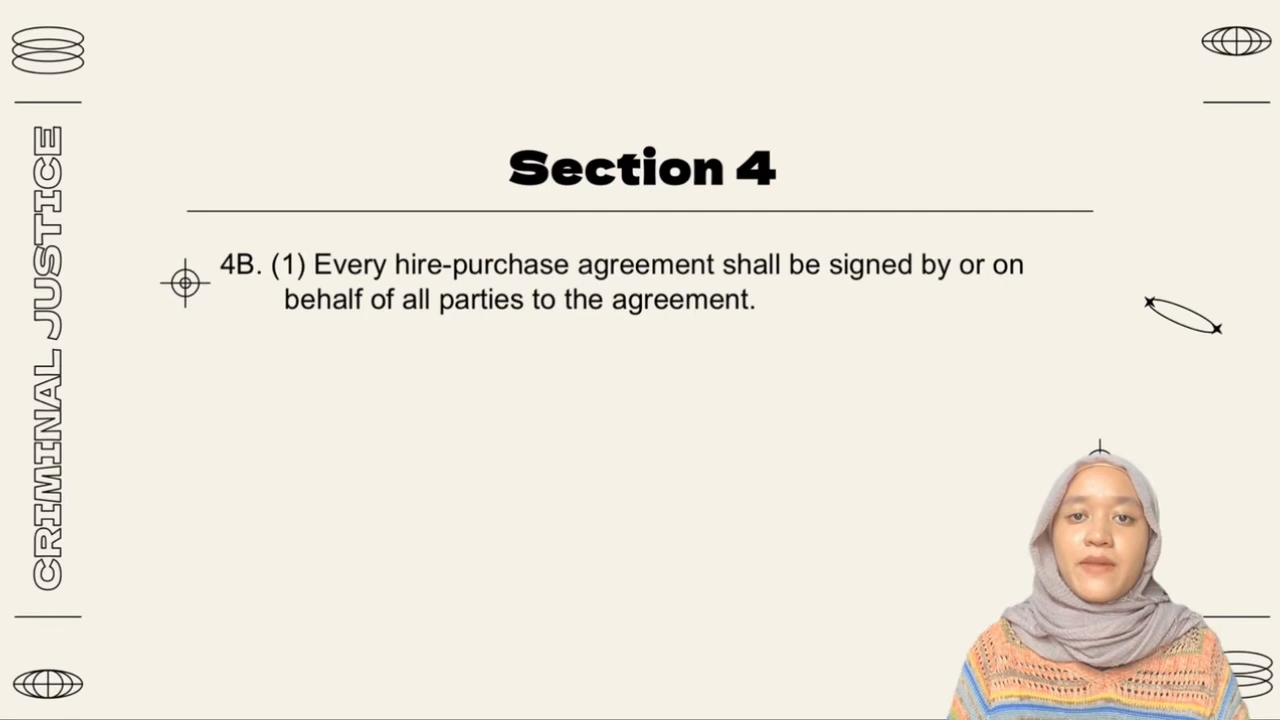 CRIMINAL JUSTICE
Section 4
4B. (1) Every hire-purchase agreement shall be signed by or on
behalf of all parties to the agreement.